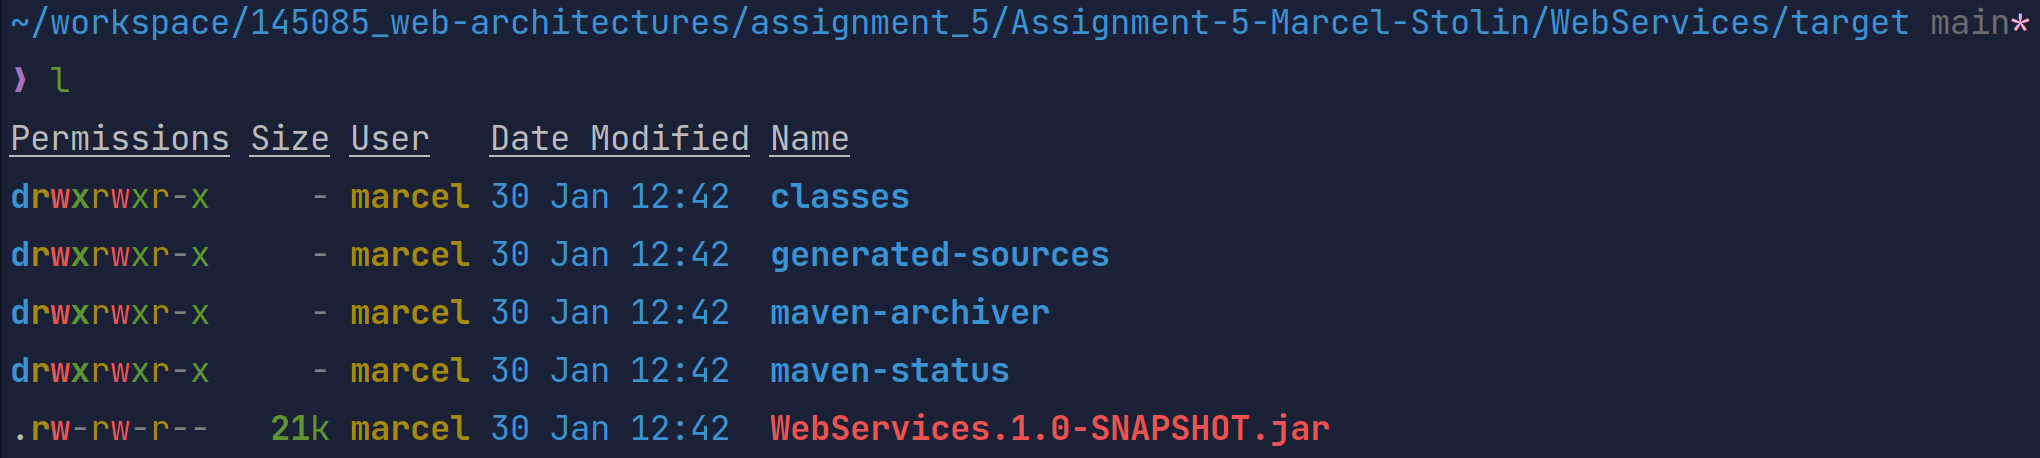 ~/workspace/145085_web-architectures/assignment_5/Assignment-5-Marcel-Stolin/WebServices/target main*
❯ l
Permissions Size User   Date Modified Name
drwxrwxr-x     - marcel 30 Jan 12:42  classes
drwxrwxr-x     - marcel 30 Jan 12:42  generated-sources
drwxrwxr-x     - marcel 30 Jan 12:42  maven-archiver
drwxrwxr-x     - marcel 30 Jan 12:42  maven-status
.rw-rw-r--   21k marcel 30 Jan 12:42  WebServices.1.0-SNAPSHOT.jar